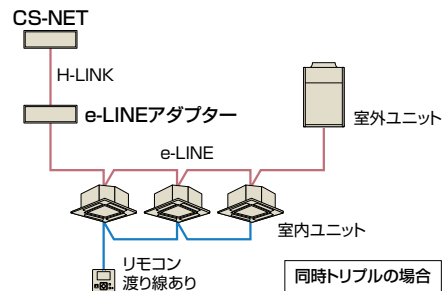 CS-NET
H-LINK
e-LINEアダプター
室外ユニット
e-LINE
室内ユニット
リモコン
渡り線あり
同時トリプルの場合